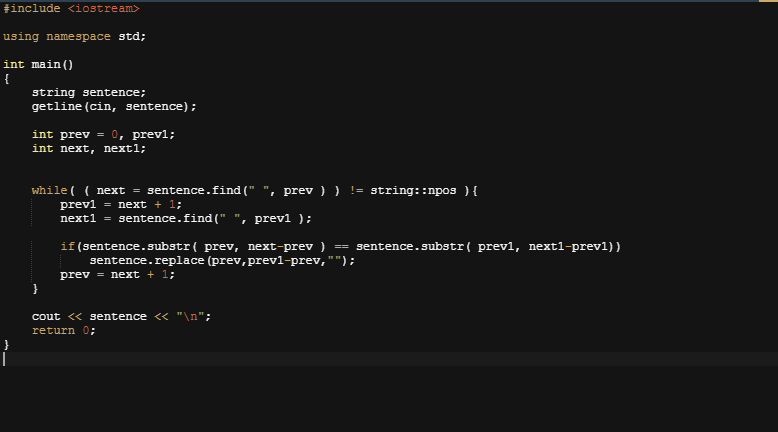 #include <iostream>
using namespace std;
int main()
{
string sentence;
getline(cin, sentence);
int prev = 0, prev1;
int next, next1;
while( ( next = sentence.find(" ", prev ) ) != string::npos ){
prev1 = next + 1;
next1 = sentence.find(" ", prev1 );
if(sentence.substr( prev, next-prev ) == sentence.substr( prev1, next1-prev1))
sentence.replace(prev,prev1-prev,"");
prev = next + 1;
}
cout << sentence << "\n";
return 0;
}